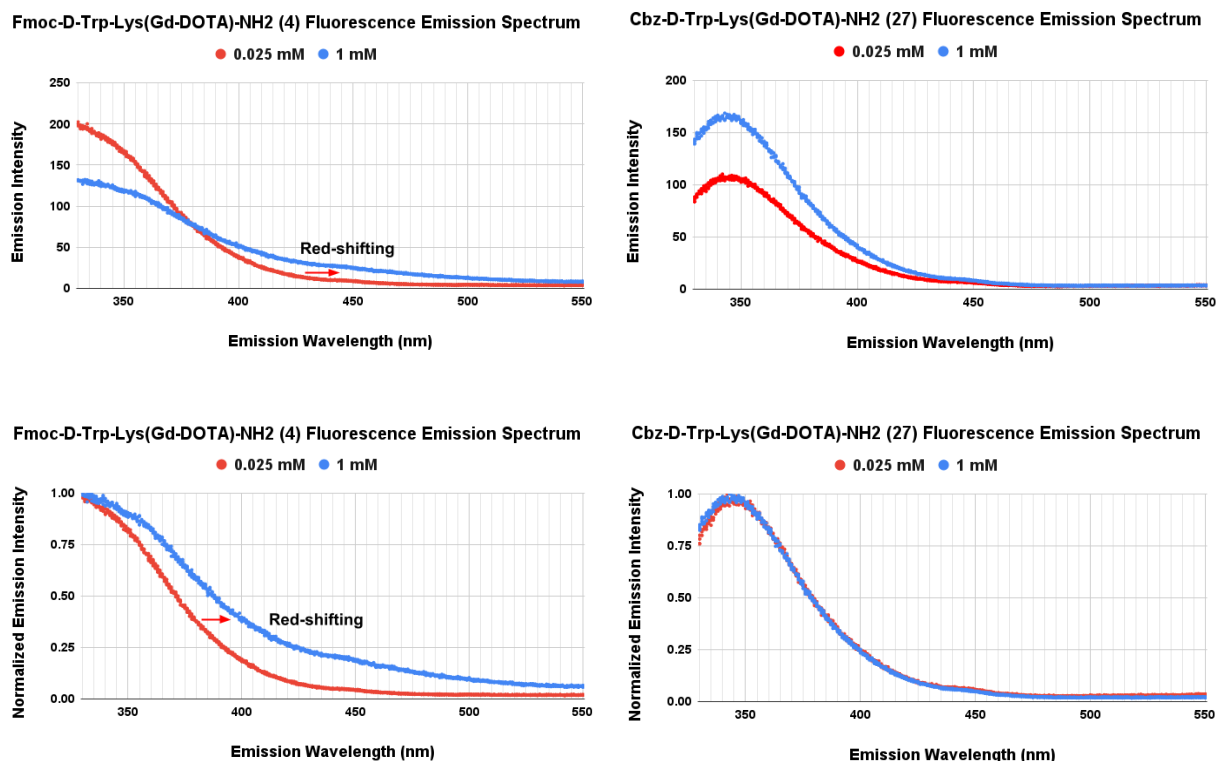 Fmoc-D-Trp-Lys(Gd-DOTA)-NH2 (4) Fluorescence Emission Spectrum
0.025 mM 1 mM
Emission Intensity
250
200
150
100
50
0
Red-shifting
350 400 450 500 550
Emission Wavelength (nm)
Cbz-D-Trp-Lys(Gd-DOTA)-NH2 (27) Fluorescence Emission Spectrum
0.025 mM 1 mM
Emission Intensity
200
150
100
50
0
350 400 450 500 550
Emission Wavelength (nm)
Fmoc-D-Trp-Lys(Gd-DOTA)-NH2 (4) Fluorescence Emission Spectrum
0.025 mM 1 mM
Normalized Emission Intensity
1.00
0.75
0.50
0.25
0.00
Red-shifting
350 400 450 500 550
Emission Wavelength (nm)
Cbz-D-Trp-Lys(Gd-DOTA)-NH2 (27) Fluorescence Emission Spectrum
0.025 mM 1 mM
Normalized Emission Intensity
1.00
0.75
0.50
0.25
0.00
350 400 450 500 550
Emission Wavelength (nm)